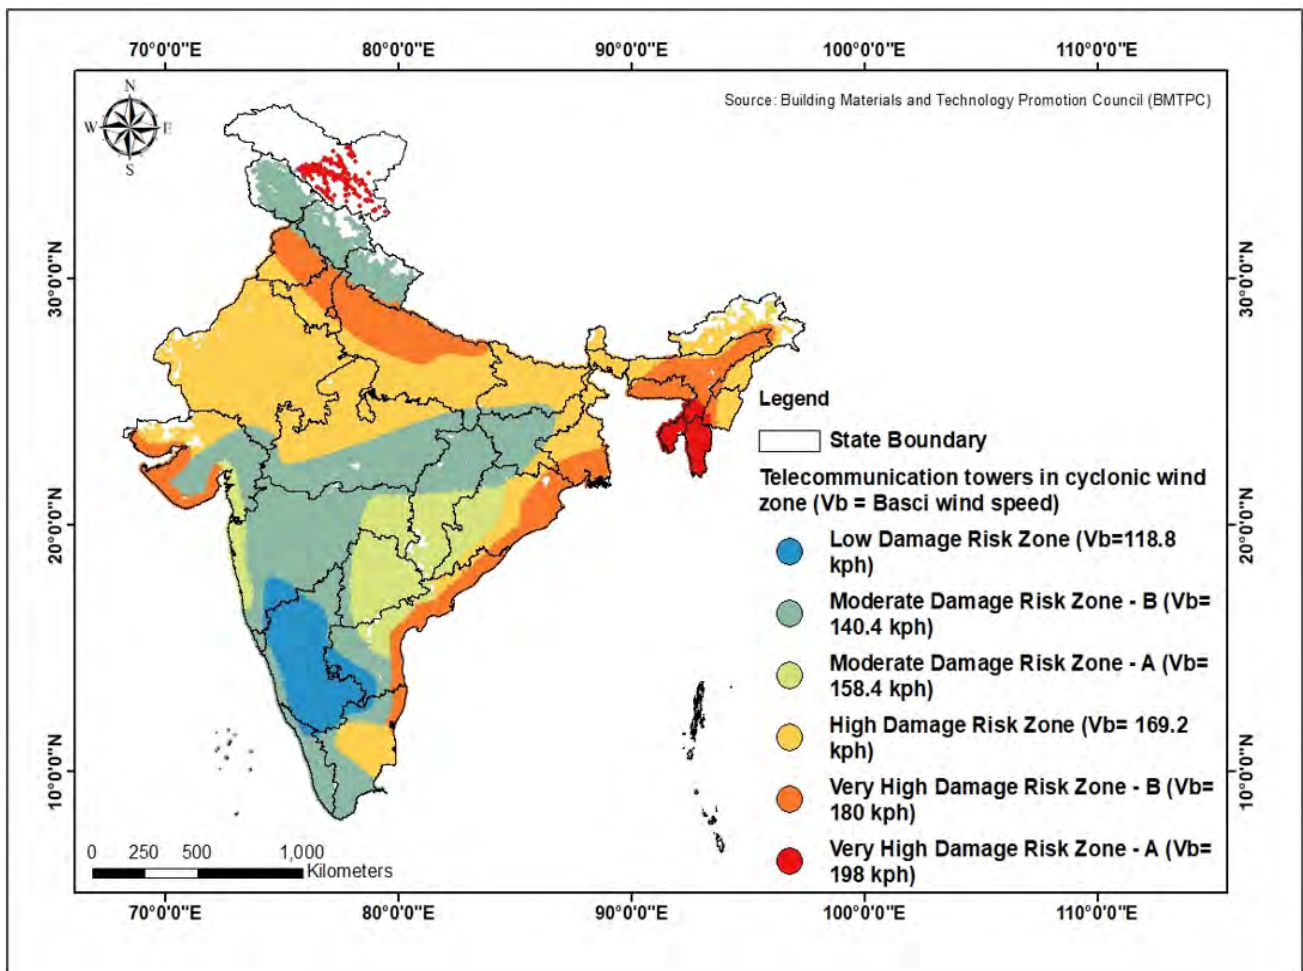 70°0'0"E 80°0'0"E 90°0'0"E 100°0'0"E 110°0'0"E
Source: Building Materials and Technology Promotion Council (BMTPC)
N
W E
S
30°0'0"N
30°0'0"N
20°0'0"N
20°0'0"N
10°0'0"N
10°0'0"N
Legend
State Boundary
Telecommunication towers in cyclonic wind
zone (Vb = Basci wind speed)
Low Damage Risk Zone (Vb=118.8
kph)
Moderate Damage Risk Zone - B (Vb=
140.4 kph)
Moderate Damage Risk Zone - A (Vb=
158.4 kph)
High Damage Risk Zone (Vb= 169.2
kph)
Very High Damage Risk Zone - B (Vb=
180 kph)
Very High Damage Risk Zone - A (Vb=
198 kph)
0 250 500 1,000
Kilometers
70°0'0"E 80°0'0"E 90°0'0"E 100°0'0"E 110°0'0"E